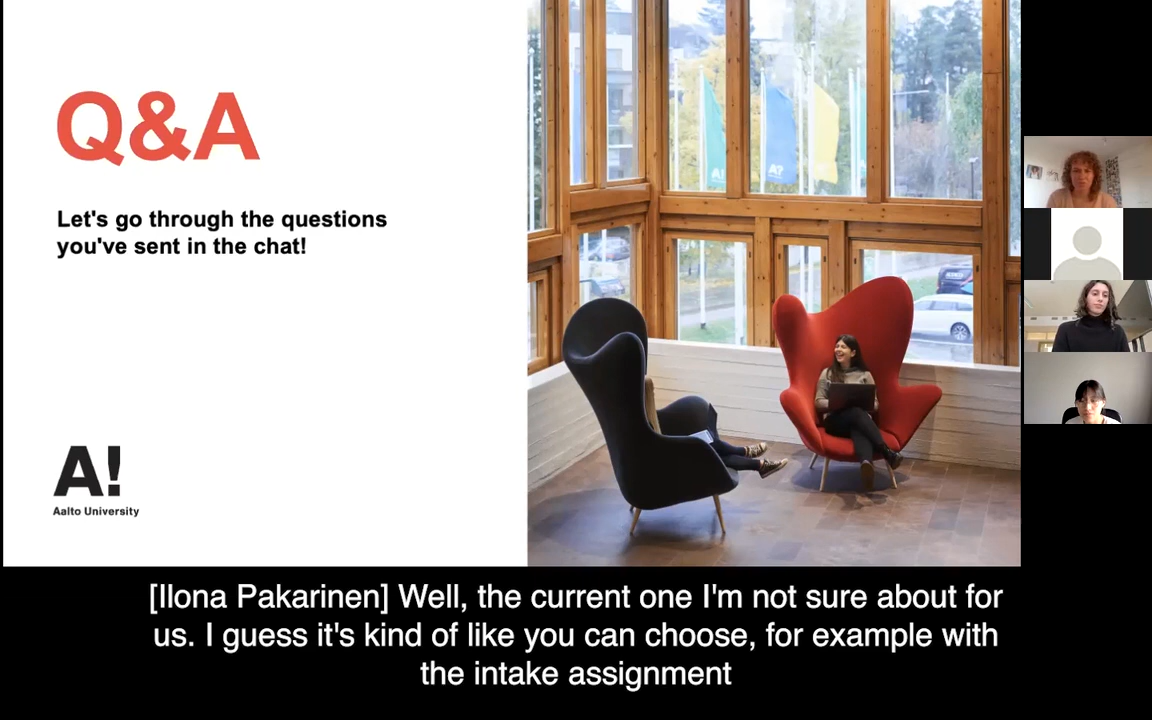 Q&A
Let's go through the questions
you've sent in the chat!
A!
Aalto University
A!
A?
[Ilona Pakarinen] Well, the current one I'm not sure about for
us. I guess it's kind of like you can choose, for example with
the intake assignment